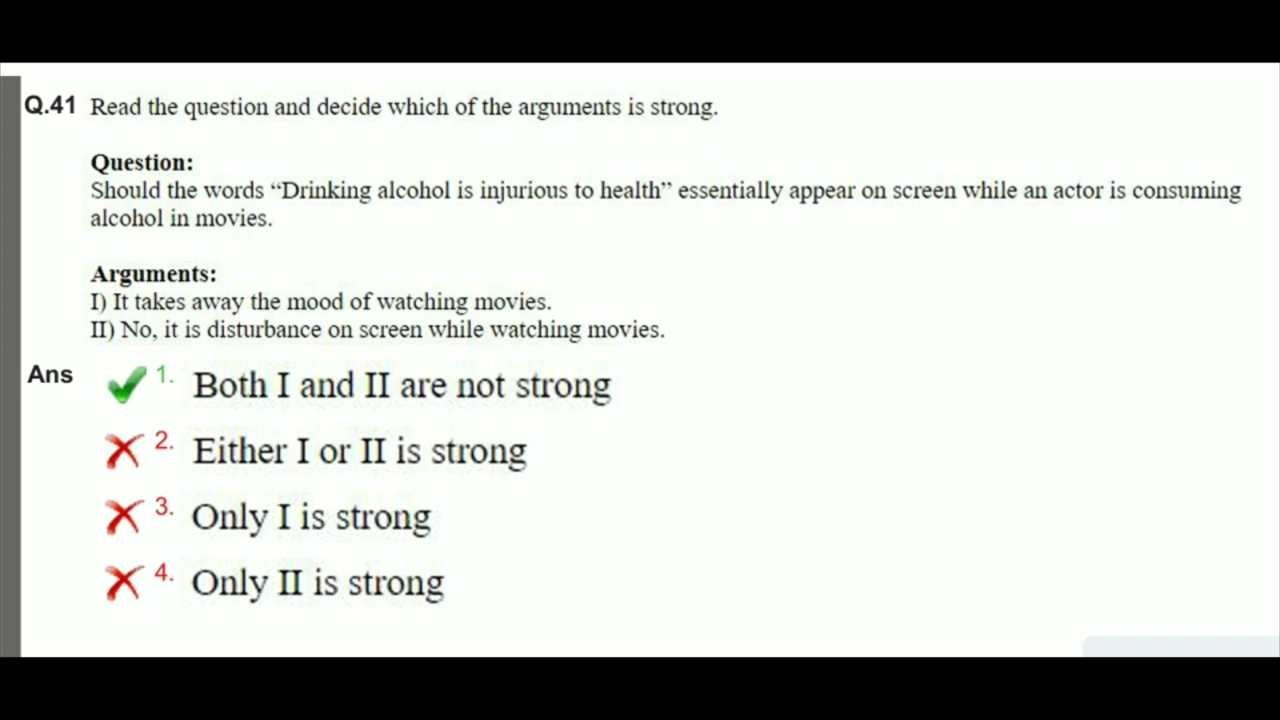 Q.41 Read the question and decide which of the arguments is strong.
Question:
Should the words “Drinking alcohol is injurious to health” essentially appear on screen while an actor is consuming
alcohol in movies.
Arguments:
I) It takes away the mood of watching movies.
II) No, it is disturbance on screen while watching movies.
Ans 1. Both I and II are not strong
2. Either I or II is strong
3. Only I is strong
4. Only II is strong